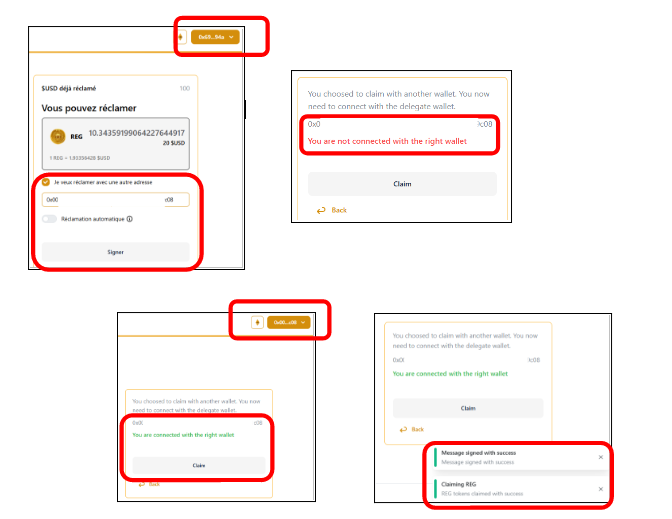 0x69...94a
$USD déjà réclamé 100
Vous pouvez réclamer
REG 10.34359199064227644917
20 $USD
1 REG = 1.93356428 $USD
Je veux réclamer avec une autre adresse
0x00 c08
Réclamation automatique
Signer
You choosed to claim with another wallet. You now
need to connect with the delegate wallet.
0x0 c08
You are not connected with the right wallet
Claim
Back
0x00...c08
You choosed to claim with another wallet. You now
need to connect with the delegate wallet.
0x0 c08
You are connected with the right wallet
Claim
Back
You choosed to claim with another wallet. You now
need to connect with the delegate wallet.
0x0 c08
You are connected with the right wallet
Claim
Back
Message signed with success
Message signed with success
Claiming REG
REG tokens claimed with success